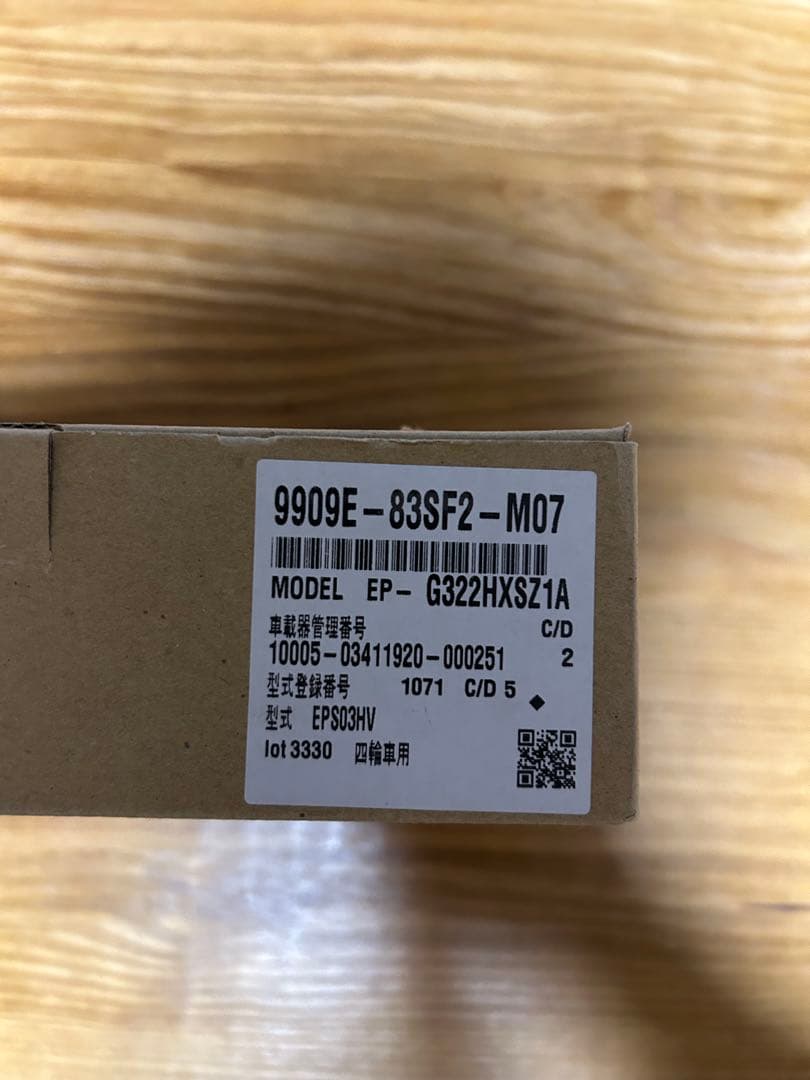 9909E-83SF2-M07
MODEL EP- G322HXSZ1A
車載器管理番号 C/D
10005-03411920-000251 2
型式登録番号 1071 C/D 5
型式 EPS03HV
lot 3330 四輪車用